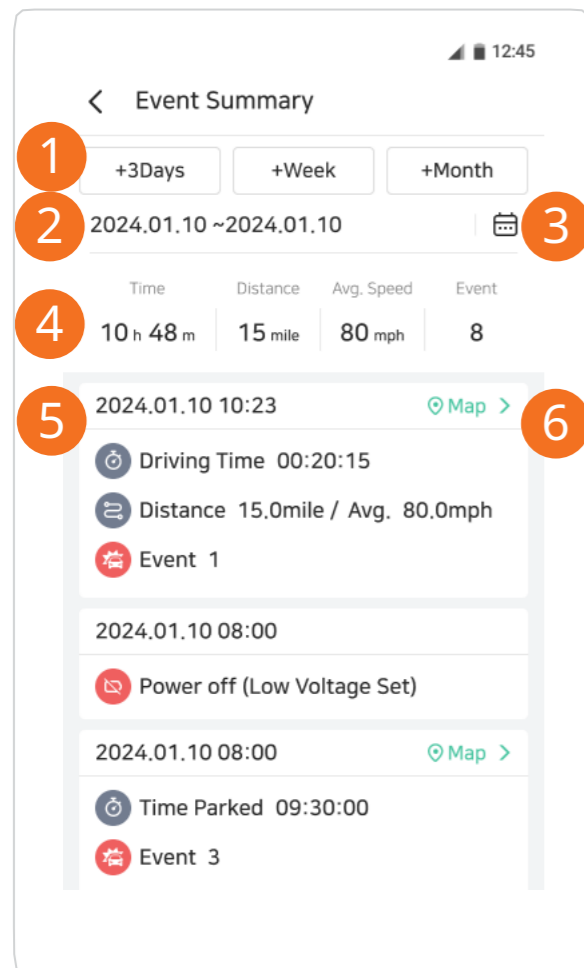 12:45
Event Summary
1
+3Days +Week +Month
2 2024.01.10 ~2024.01.10 3
Time Distance Avg. Speed Event
4 10 h 48 m 15 mile 80 mph 8
5 2024.01.10 10:23 Map > 6
Driving Time 00:20:15
Distance 15.0mile / Avg. 80.0mph
Event 1
2024.01.10 08:00
Power off (Low Voltage Set)
2024.01.10 08:00 Map >
Time Parked 09:30:00
Event 3